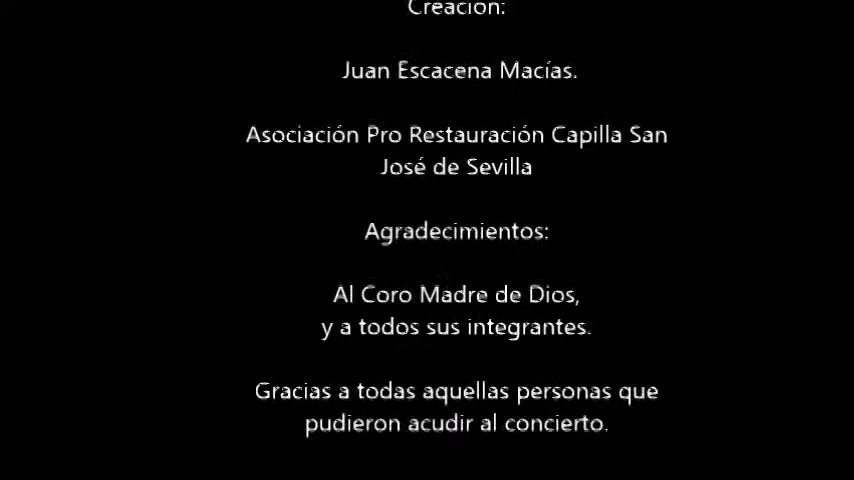 Creación:
Juan Escacena Macías.
Asociación Pro Restauración Capilla San
José de Sevilla
Agradecimientos:
Al Coro Madre de Dios,
y a todos sus integrantes.
Gracias a todas aquellas personas que
pudieron acudir al concierto.